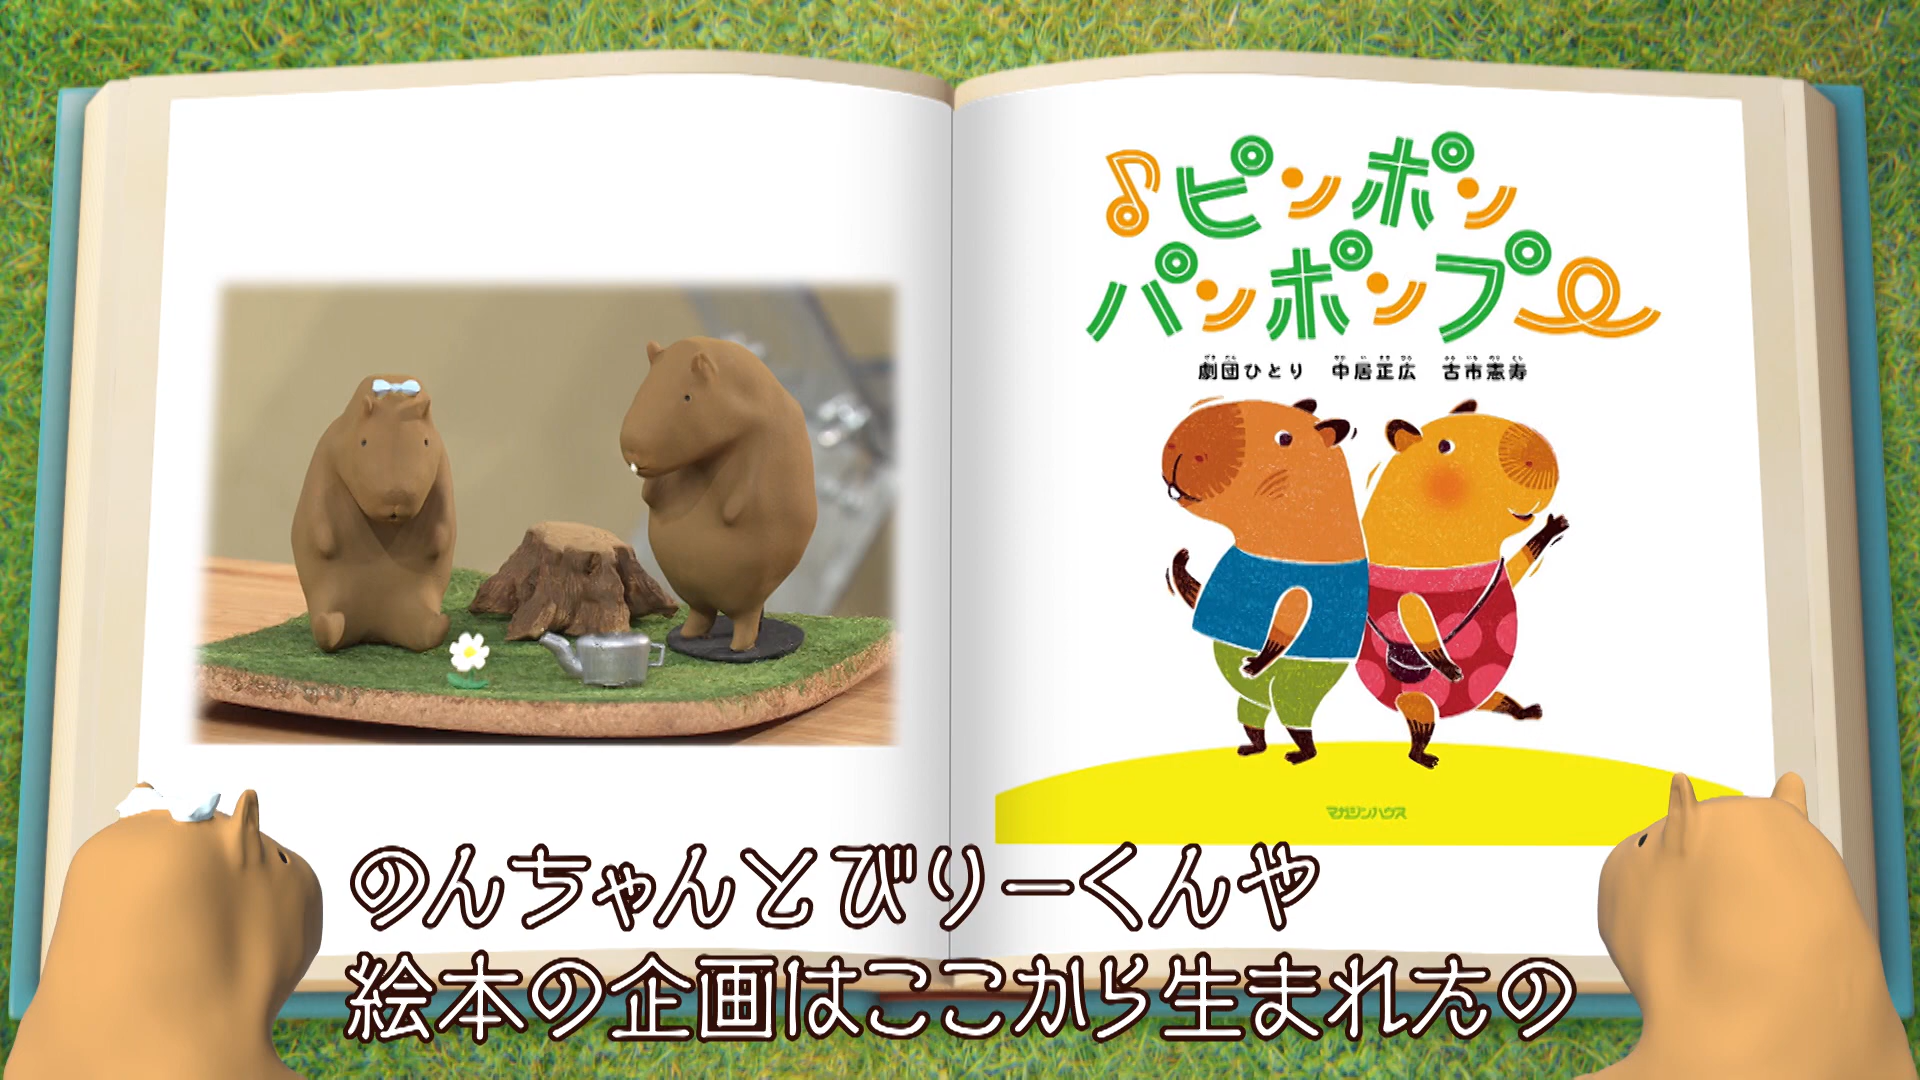 ♪ピンポン
パンポンプー
劇団ひとり 中居正広 古市憲寿
マガジンハウス
のんちゃんとびりーくんや
絵本の企画はここから生まれたの